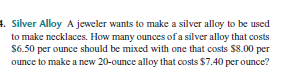 4. Silver Alloy A jeweler wants to make a silver alloy to be used
to make necklaces. How many ounces of a silver alloy that costs
$6.50 per ounce should be mixed with one that costs $8.00 per
ounce to make a new 20-ounce alloy that costs $7.40 per ounce?